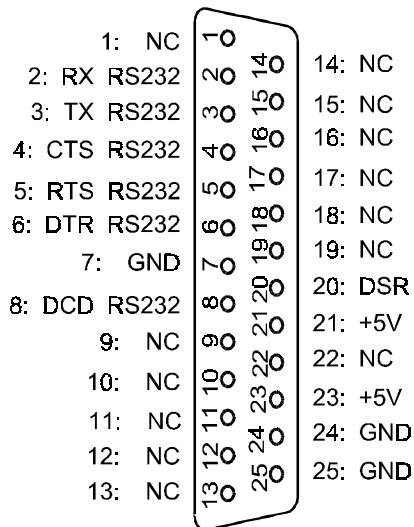 1: NC
2: RX RS232
3: TX RS232
4: CTS RS232
5: RTS RS232
6: DTR RS232
7: GND
8: DCD RS232
9: NC
10: NC
11: NC
12: NC
13: NC
1
2
3
4
5
6
7
8
9
10
11
12
13
14
15
16
17
18
19
20
21
22
23
24
25
14: NC
15: NC
16: NC
17: NC
18: NC
19: NC
20: DSR
21: +5V
22: NC
23: +5V
24: GND
25: GND